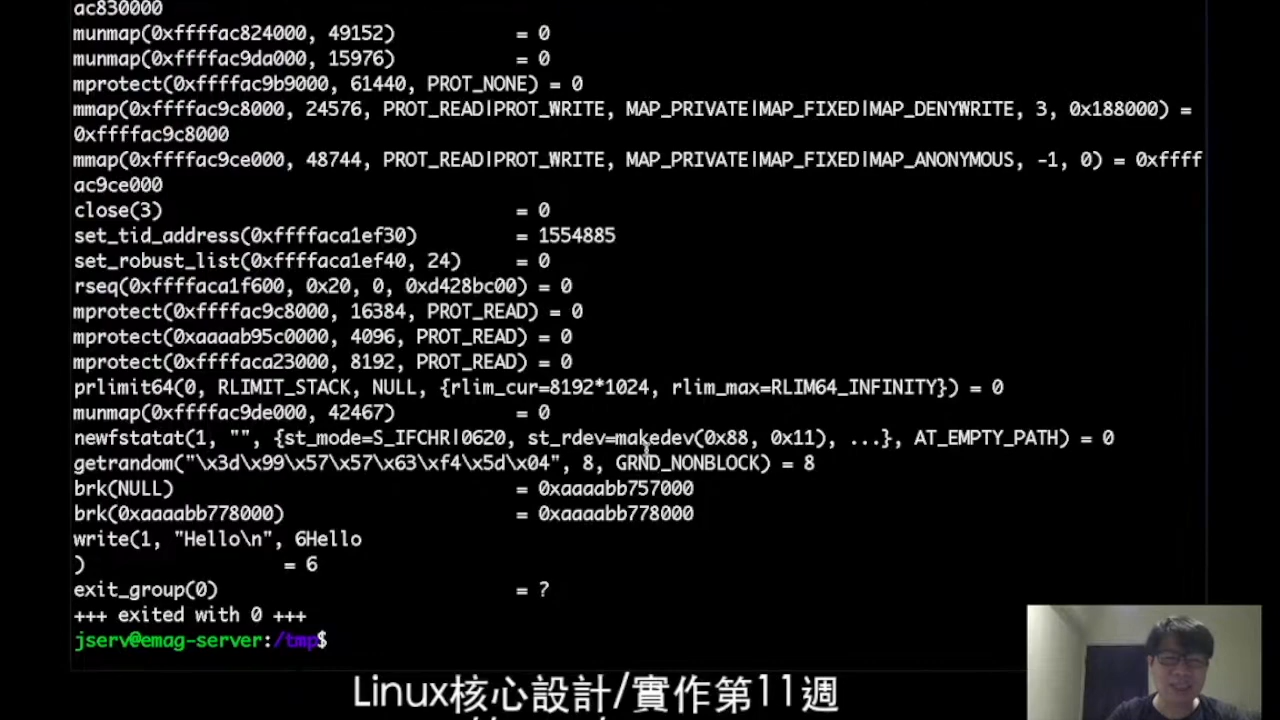 ac830000
munmap(0xffffac824000, 49152)           = 0
munmap(0xffffac9da000, 15976)           = 0
mprotect(0xffffac9b9000, 61440, PROT_NONE) = 0
mmap(0xffffac9c8000, 24576, PROT_READ|PROT_WRITE, MAP_PRIVATE|MAP_FIXED|MAP_DENYWRITE, 3, 0x188000) =
0xffffac9c8000
mmap(0xffffac9ce000, 48744, PROT_READ|PROT_WRITE, MAP_PRIVATE|MAP_FIXED|MAP_ANONYMOUS, -1, 0) = 0xffff
ac9ce000
close(3)                                = 0
set_tid_address(0xffffaca1ef30)         = 1554885
set_robust_list(0xffffaca1ef40, 24)     = 0
rseq(0xffffaca1f600, 0x20, 0, 0xd428bc00) = 0
mprotect(0xffffac9c8000, 16384, PROT_READ) = 0
mprotect(0xaaaab95c0000, 4096, PROT_READ) = 0
mprotect(0xffffaca23000, 8192, PROT_READ) = 0
prlimit64(0, RLIMIT_STACK, NULL, {rlim_cur=8192*1024, rlim_max=RLIM64_INFINITY}) = 0
munmap(0xffffac9de000, 42467)           = 0
newfstatat(1, "", {st_mode=S_IFCHR|0620, st_rdev=makedev(0x88, 0x11), ...}, AT_EMPTY_PATH) = 0
getrandom("\x3d\x99\x57\x57\x63\xf4\x5d\x04", 8, GRND_NONBLOCK) = 8
brk(NULL)                               = 0xaaaabb757000
brk(0xaaaabb778000)                     = 0xaaaabb778000
write(1, "Hello\n", 6Hello
)                  = 6
exit_group(0)                           = ?
+++ exited with 0 +++
jserv@emag-server:/tmp$
Linux核心設計/實作第11週